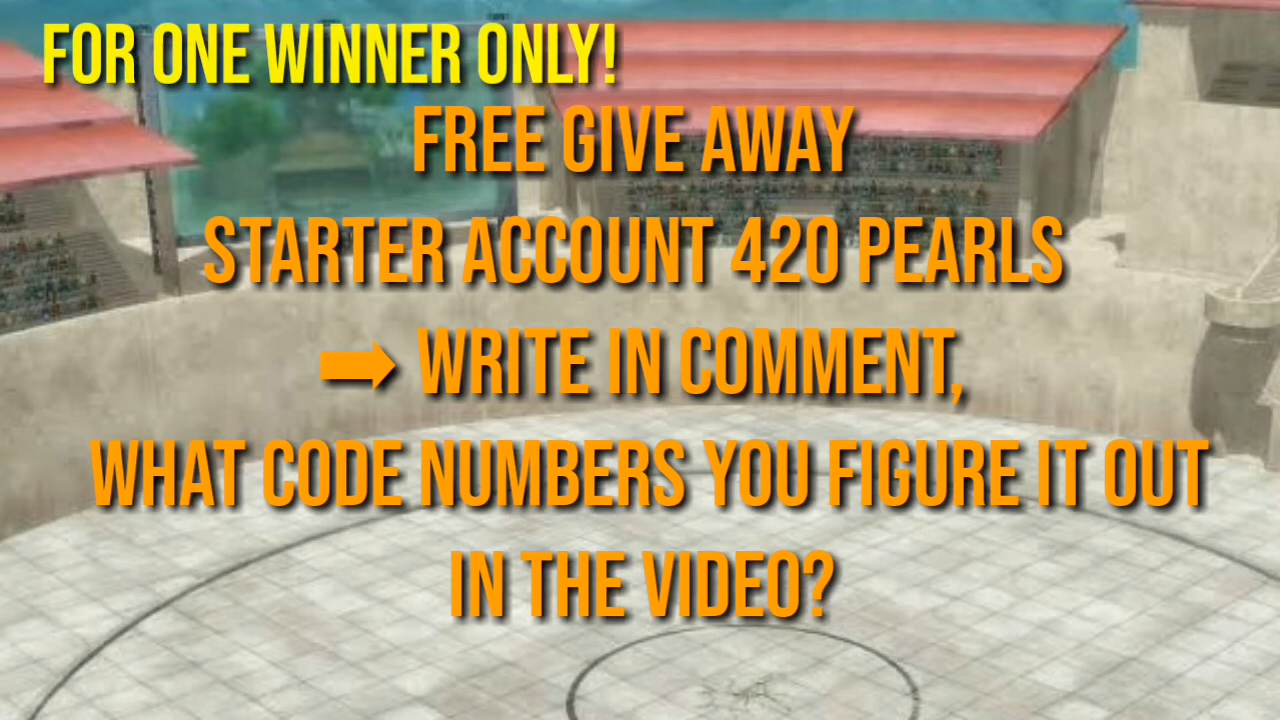 FOR ONE WINNER ONLY!
FREE GIVE AWAY
STARTER ACCOUNT 420 PEARLS
➡ WRITE IN COMMENT,
WHAT CODE NUMBERS YOU FIGURE IT OUT
IN THE VIDEO?